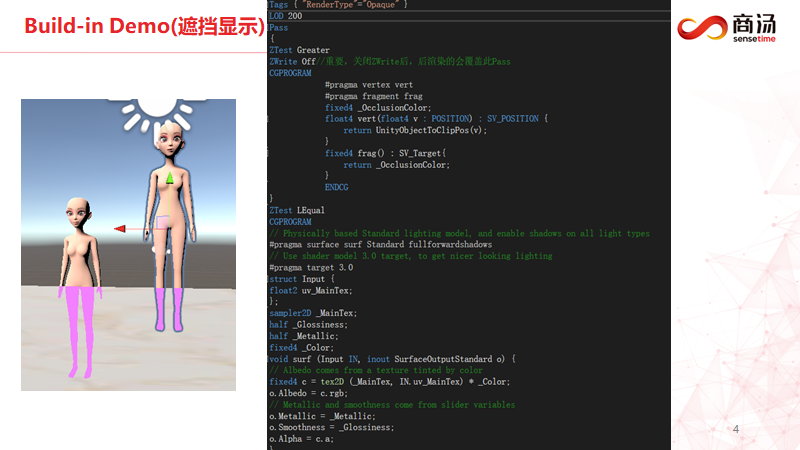 Build-in Demo(遮挡显示)
商汤
sensetime
Tags { "RenderType"="Opaque" }
LOD 200
Pass
{
ZTest Greater
ZWrite Off//重要，关闭ZWrite后，后渲染的会覆盖此Pass
CGPROGRAM
#pragma vertex vert
#pragma fragment frag
fixed4 _OcclusionColor;
float4 vert(float4 v : POSITION) : SV_POSITION {
return UnityObjectToClipPos(v);
}
fixed4 frag() : SV_Target{
return _OcclusionColor;
}
ENDCG
}
ZTest LEqual
CGPROGRAM
// Physically based Standard lighting model, and enable shadows on all light types
#pragma surface surf Standard fullforwardshadows
// Use shader model 3.0 target, to get nicer looking lighting
#pragma target 3.0
struct Input {
float2 uv_MainTex;
};
sampler2D _MainTex;
half _Glossiness;
half _Metallic;
fixed4 _Color;
void surf (Input IN, inout SurfaceOutputStandard o) {
// Albedo comes from a texture tinted by color
fixed4 c = tex2D (_MainTex, IN.uv_MainTex) * _Color;
o.Albedo = c.rgb;
// Metallic and smoothness come from slider variables
o.Metallic = _Metallic;
o.Smoothness = _Glossiness;
o.Alpha = c.a;
}
4